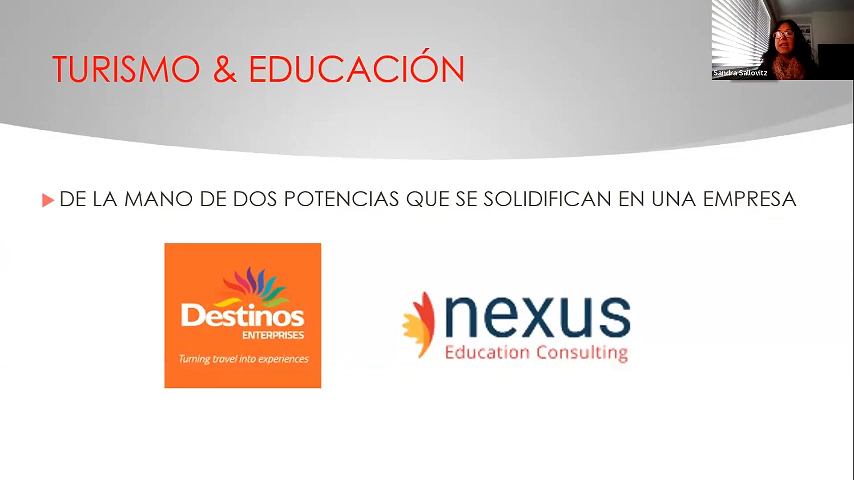 TURISMO & EDUCACIÓN
Sandra Sallovitz
DE LA MANO DE DOS POTENCIAS QUE SE SOLIDIFICAN EN UNA EMPRESA
Destinos
ENTERPRISES
Turning travel into experiences
nexus
Education Consulting